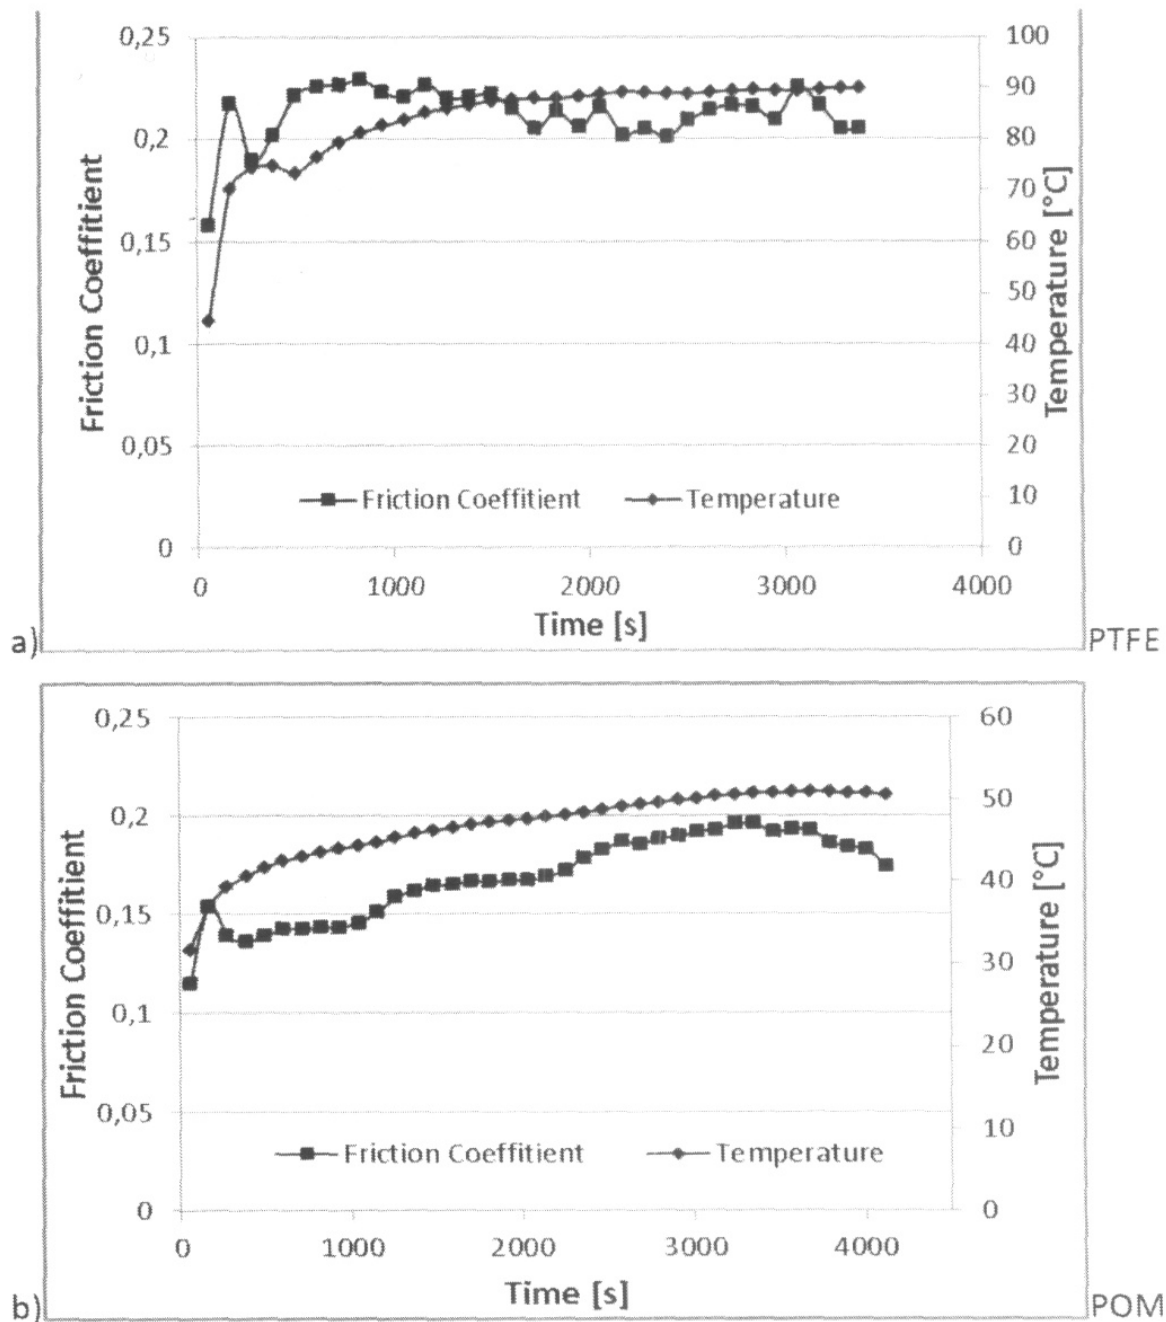 0,25
0,2
0,15
0,1
0,05
0
Friction Coeffitient
100
90
80
70
60
50
40
30
20
10
0
Temperature [°C]
Friction Coeffitient Temperature
0 1000 2000 3000 4000
Time [s]
a) PTFE
0,25
0,2
0,15
0,1
0,05
0
Friction Coeffitient
60
50
40
30
20
10
0
Temperature [°C]
Friction Coeffitient Temperature
0 1000 2000 3000 4000
Time [s]
b) POM